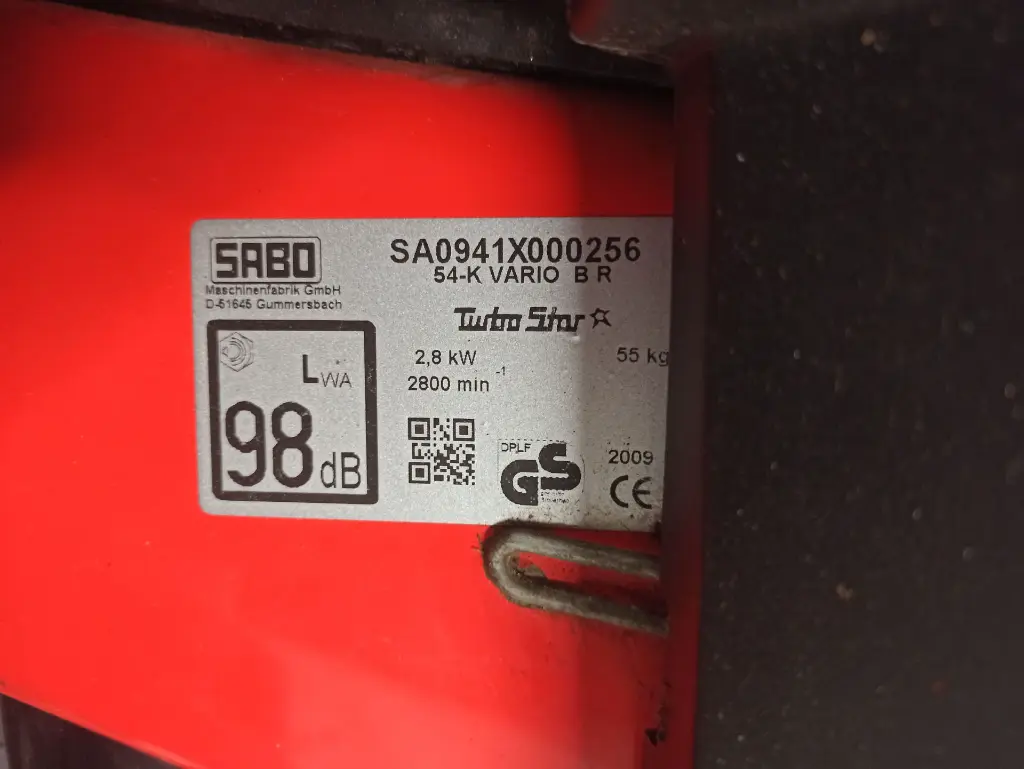 SABO
Maschinenfabrik GmbH
D-51645 Gummersbach
SA0941X000256
54-K VARIO B R
Turbo Star
2,8 kW
55 kg
2800 min⁻¹
LWA
98 dB
DPLF
GS
2009
CE